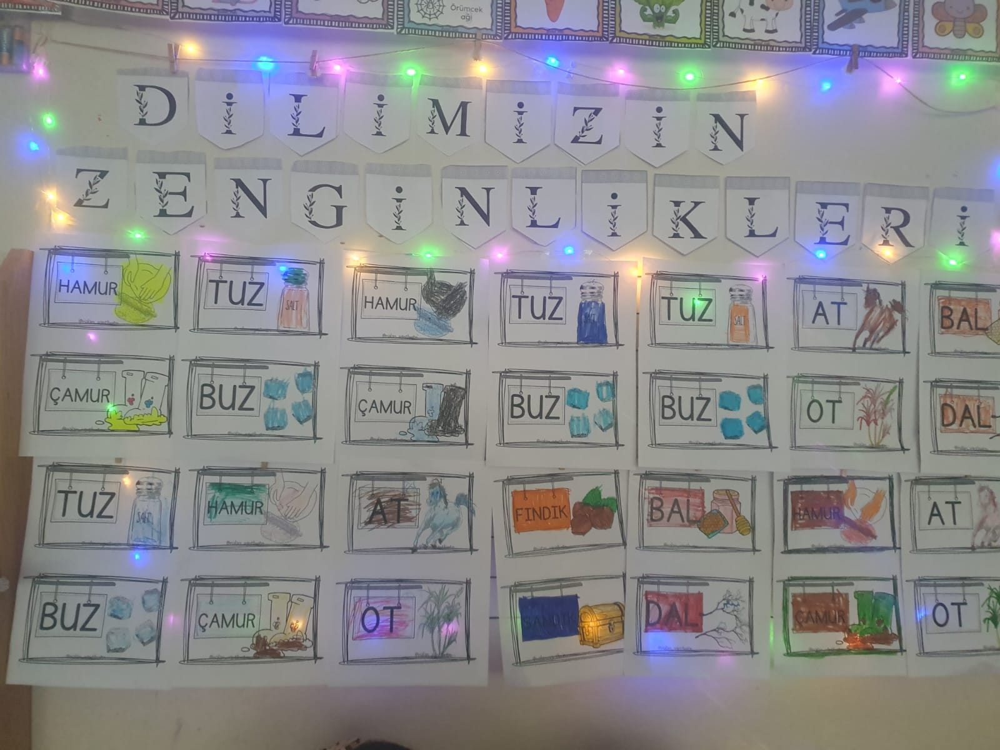 Örümcek
ağı
DİLİMİZİN
ZENGİNLİKLERİ
HAMUR
TUZ
SALT
HAMUR
TUZ
TUZ
SALT
AT
BAL
ÇAMUR
BUZ
ÇAMUR
BUZ
BUZ
OT
DAL
TUZ
SALT
HAMUR
AT
FINDIK
BAL
HAMUR
AT
BUZ
ÇAMUR
OT
SANDIK
DAL
ÇAMUR
OT